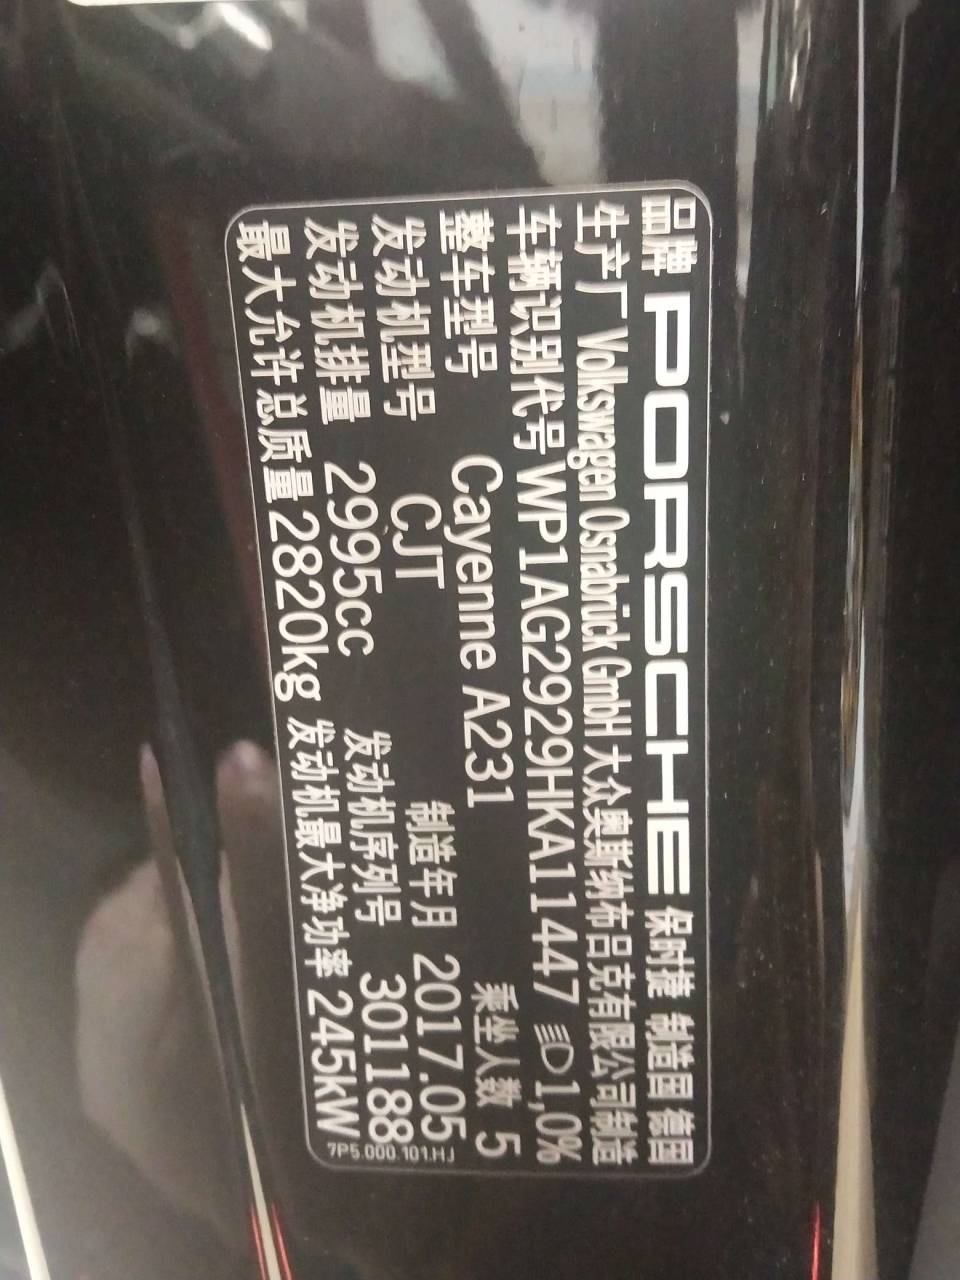 品牌 PORSCHE 保时捷 制造国 德国
生产厂 Volkswagen Osnabrück GmbH 大众奥斯纳布吕克有限公司制造
车辆识别代号 WP1AG2929HKA11447 1,0%
整车型号 Cayenne A231 乘坐人数 5
发动机型号 CJT 制造年月 2017.05
发动机排量 2995cc 发动机序列号 301188
最大允许总质量 2820kg 发动机最大净功率 245kW
7P5.000.101.HJ